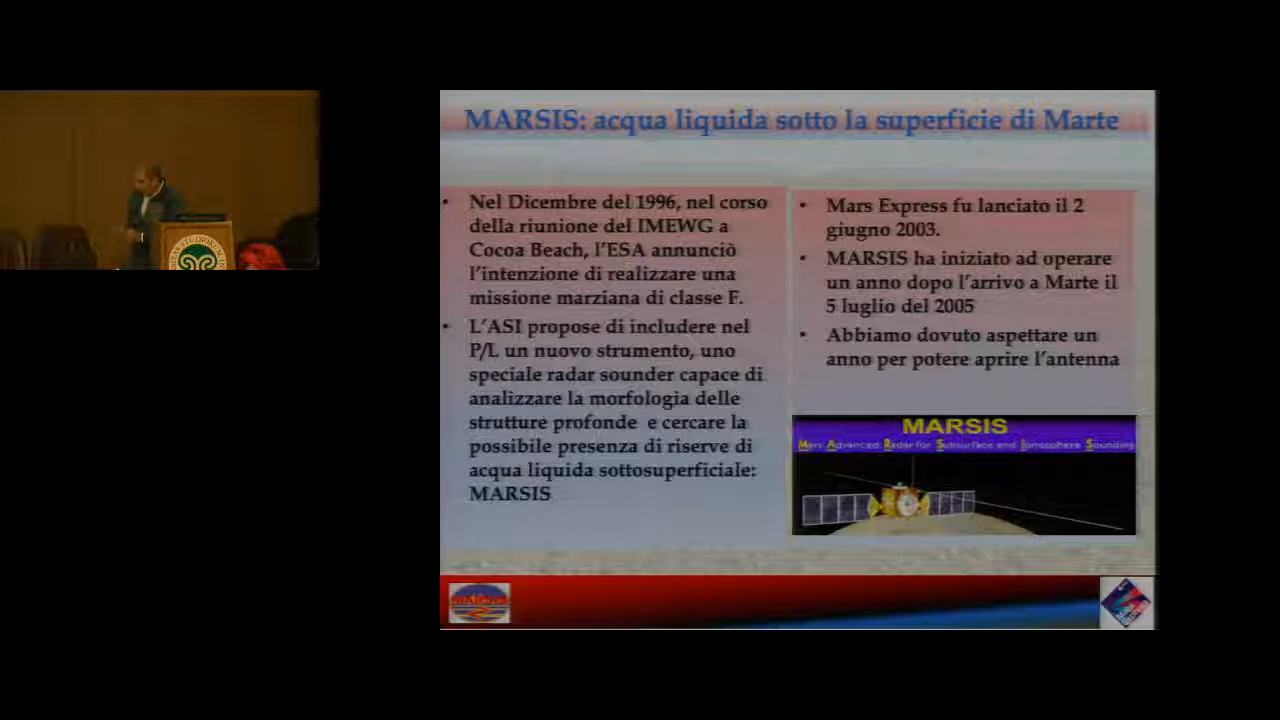 MARSIS: acqua liquida sotto la superficie di Marte
• Nel Dicembre del 1996, nel corso
della riunione del IMEWG a
Cocoa Beach, l'ESA annunciò
l'intenzione di realizzare una
missione marziana di classe F.
• L'ASI propose di includere nel
P/L un nuovo strumento, uno
speciale radar sounder capace di
analizzare la morfologia delle
strutture profonde e cercare la
possibile presenza di riserve di
acqua liquida sottosuperficiale:
MARSIS
• Mars Express fu lanciato il 2
giugno 2003.
• MARSIS ha iniziato ad operare
un anno dopo l'arrivo a Marte il
5 luglio del 2005
• Abbiamo dovuto aspettare un
anno per potere aprire l'antenna
MARSIS
Mars Advanced Radar for Subsurface and Ionosphere Sounding
MARSIS